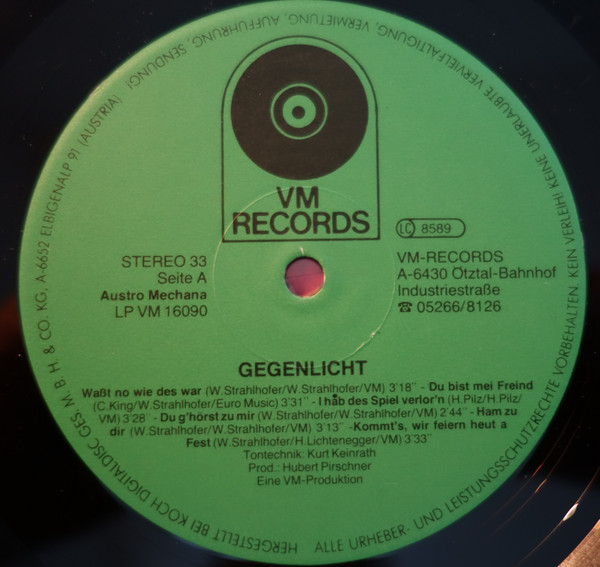 VM
RECORDS
LC 8589
STEREO 33
Seite A
Austro Mechana
LP VM 16090
VM-RECORDS
A-6430 Ötztal-Bahnhof
Industriestraße
☎ 05266/8126
GEGENLICHT
Waßt no wie des war (W.Strahlhofer/W.Strahlhofer/VM) 3'18" - Du bist mei Freind
(C.King/W.Strahlhofer/Euro Music) 3'31" - I håb des Spiel verlor'n (H.Pilz/H.Pilz/
VM) 3'28 - Du g'hörst zu mir (W.Strahlhofer/W.Strahlhofer/VM) 2'44" - Ham zu
dir (W.Strahlhofer/W.Strahlhofer/VM) 3'13 -Kommt's, wir feiern heut a
Fest (W.Strahlhofer/H.Lichtenegger/VM) 3'33"
Tontechnik: Kurt Keinrath
Prod.: Hubert Pirschner
Eine VM-Produktion
HERGESTELLT BEI KOCH DIGITALDISC GES. M. B. H. & CO. KG, A-6652 ELBIGENALP 91 (AUSTRIA)
ALLE URHEBER- UND LEISTUNGSSCHUTZRECHTE VORBEHALTEN KEIN VERLEIH! KEINE UNERLAUBTE VERVIELFÄLTIGUNG, VERMIETUNG, AUFFÜHRUNG, SENDUNG!